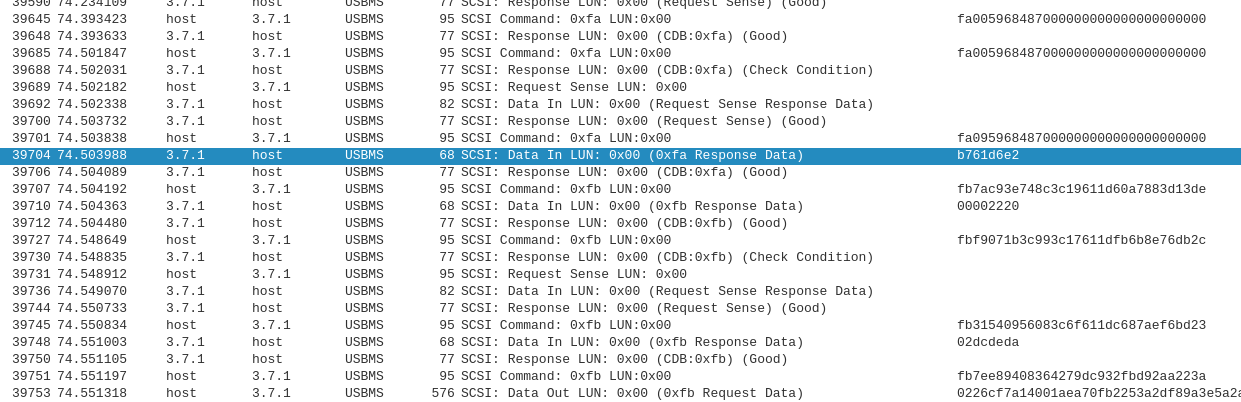 39590 74.234109 3.7.1 host USBMS 77 SCSI: Response LUN: 0x00 (Request Sense) (Good)
39645 74.393423 host 3.7.1 USBMS 95 SCSI Command: 0xfa LUN:0x00 fa005968487000000000000000000000
39648 74.393633 3.7.1 host USBMS 77 SCSI: Response LUN: 0x00 (CDB:0xfa) (Good)
39685 74.501847 host 3.7.1 USBMS 95 SCSI Command: 0xfa LUN:0x00 fa005968487000000000000000000000
39688 74.502031 3.7.1 host USBMS 77 SCSI: Response LUN: 0x00 (CDB:0xfa) (Check Condition)
39689 74.502182 host 3.7.1 USBMS 95 SCSI: Request Sense LUN: 0x00
39692 74.502338 3.7.1 host USBMS 82 SCSI: Data In LUN: 0x00 (Request Sense Response Data)
39700 74.503732 3.7.1 host USBMS 77 SCSI: Response LUN: 0x00 (Request Sense) (Good)
39701 74.503838 host 3.7.1 USBMS 95 SCSI Command: 0xfa LUN:0x00 fa095968487000000000000000000000
39704 74.503988 3.7.1 host USBMS 68 SCSI: Data In LUN: 0x00 (0xfa Response Data) b761d6e2
39706 74.504089 3.7.1 host USBMS 77 SCSI: Response LUN: 0x00 (CDB:0xfa) (Good)
39707 74.504192 host 3.7.1 USBMS 95 SCSI Command: 0xfb LUN:0x00 fb7ac93e748c3c19611d60a7883d13de
39710 74.504363 3.7.1 host USBMS 68 SCSI: Data In LUN: 0x00 (0xfb Response Data) 00002220
39712 74.504480 3.7.1 host USBMS 77 SCSI: Response LUN: 0x00 (CDB:0xfb) (Good)
39727 74.548649 host 3.7.1 USBMS 95 SCSI Command: 0xfb LUN:0x00 fbf9071b3c993c17611dfb6b8e76db2c
39730 74.548835 3.7.1 host USBMS 77 SCSI: Response LUN: 0x00 (CDB:0xfb) (Check Condition)
39731 74.548912 host 3.7.1 USBMS 95 SCSI: Request Sense LUN: 0x00
39736 74.549070 3.7.1 host USBMS 82 SCSI: Data In LUN: 0x00 (Request Sense Response Data)
39744 74.550733 3.7.1 host USBMS 77 SCSI: Response LUN: 0x00 (Request Sense) (Good)
39745 74.550834 host 3.7.1 USBMS 95 SCSI Command: 0xfb LUN:0x00 fb31540956083c6f611dc687aef6bd23
39748 74.551003 3.7.1 host USBMS 68 SCSI: Data In LUN: 0x00 (0xfb Response Data) 02dcdeda
39750 74.551105 3.7.1 host USBMS 77 SCSI: Response LUN: 0x00 (CDB:0xfb) (Good)
39751 74.551197 host 3.7.1 USBMS 95 SCSI Command: 0xfb LUN:0x00 fb7ee89408364279dc932fbd92aa223a
39753 74.551318 host 3.7.1 USBMS 576 SCSI: Data Out LUN: 0x00 (0xfb Request Data) 0226cf7a14001aea70fb2253a2df89a3e5a2a